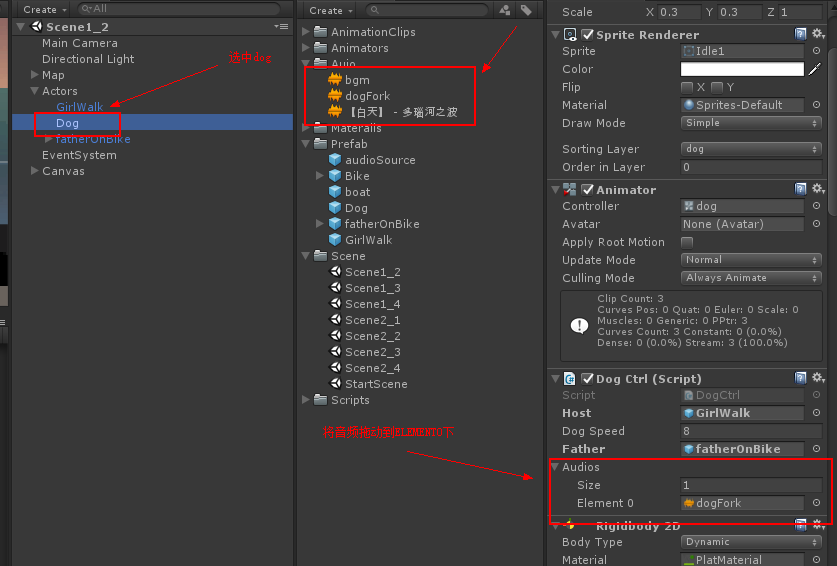 Create
All
Scene1_2
Main Camera
Directional Light
Map
Actors
GirlWalk
Dog
fatherOnBike
EventSystem
Canvas
选中dog
Create
AnimationClips
Animators
Auio
bgm
dogFork
【白天】 - 多瑙河之波
Materails
Prefab
audioSource
Bike
boat
Dog
fatherOnBike
GirlWalk
Scene
Scene1_2
Scene1_3
Scene1_4
Scene2_1
Scene2_2
Scene2_3
Scene2_4
StartScene
Scripts
将音频拖动到ELEMENT0下
Scale X 0.3 Y 0.3 Z 1
Sprite Renderer
Sprite Idle1
Color
Flip X Y
Material Sprites-Default
Draw Mode Simple
Sorting Layer dog
Order in Layer 0
Animator
Controller dog
Avatar None (Avatar)
Apply Root Motion
Update Mode Normal
Culling Mode Always Animate
Clip Count: 3
Curves Pos: 0 Quat: 0 Euler: 0 Scale: 0
Muscles: 0 Generic: 0 PPtr: 3
Curves Count: 3 Constant: 0 (0.0%)
Dense: 0 (0.0%) Stream: 3 (100.0%)
Dog Ctrl (Script)
Script DogCtrl
Host GirlWalk
Dog Speed 8
Father fatherOnBike
Audios
Size 1
Element 0 dogFork
Rigidbody 2D
Body Type Dynamic
Material PlatMaterial